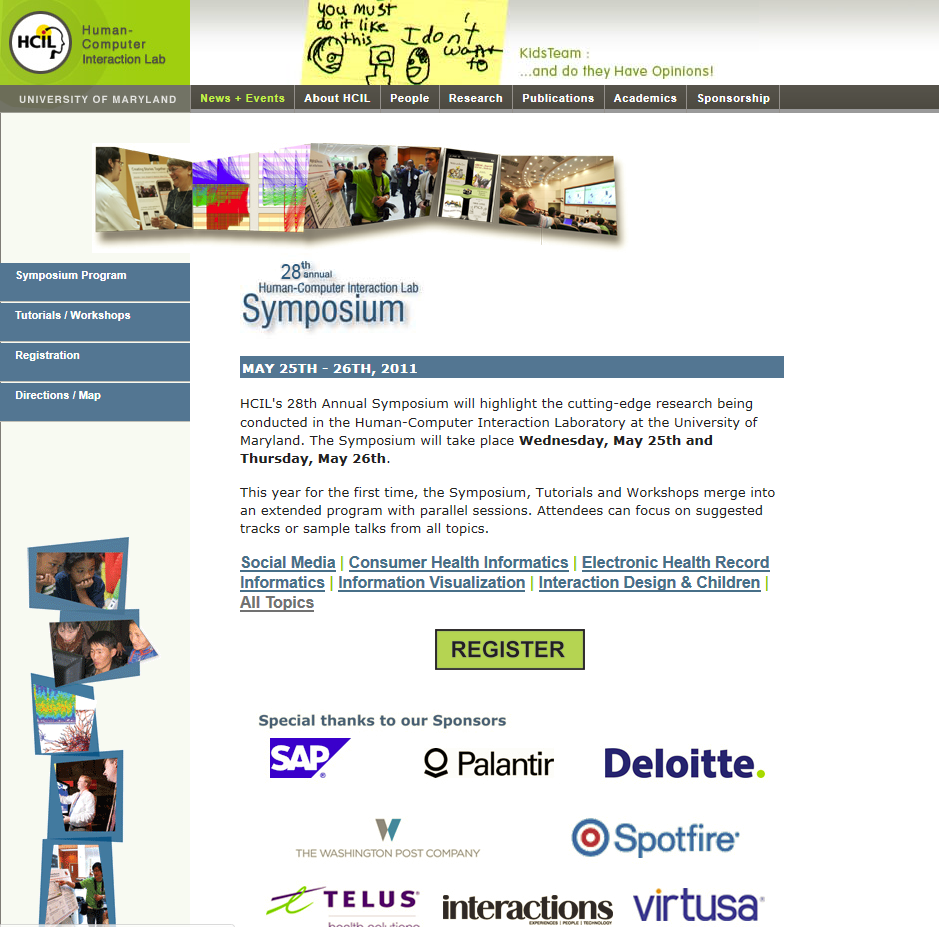 HCIL
Human-
Computer
Interaction Lab
you must
do it like
this
I don't
want
to
KidsTeam :
...and do they Have Opinions!
UNIVERSITY OF MARYLAND
News + Events
About HCIL
People
Research
Publications
Academics
Sponsorship
Symposium Program
Tutorials / Workshops
Registration
Directions / Map
28th annual
Human-Computer Interaction Lab
Symposium
MAY 25TH - 26TH, 2011
HCIL's 28th Annual Symposium will highlight the cutting-edge research being
conducted in the Human-Computer Interaction Laboratory at the University of
Maryland. The Symposium will take place Wednesday, May 25th and
Thursday, May 26th.
This year for the first time, the Symposium, Tutorials and Workshops merge into
an extended program with parallel sessions. Attendees can focus on suggested
tracks or sample talks from all topics.
Social Media | Consumer Health Informatics | Electronic Health Record
Informatics | Information Visualization | Interaction Design & Children |
All Topics
REGISTER
Special thanks to our Sponsors
SAP®
Palantir
Deloitte.
THE WASHINGTON POST COMPANY
Spotfire®
TELUS®
health solutions
interactions
EXPERIENCES | PEOPLE | TECHNOLOGY
virtusa®